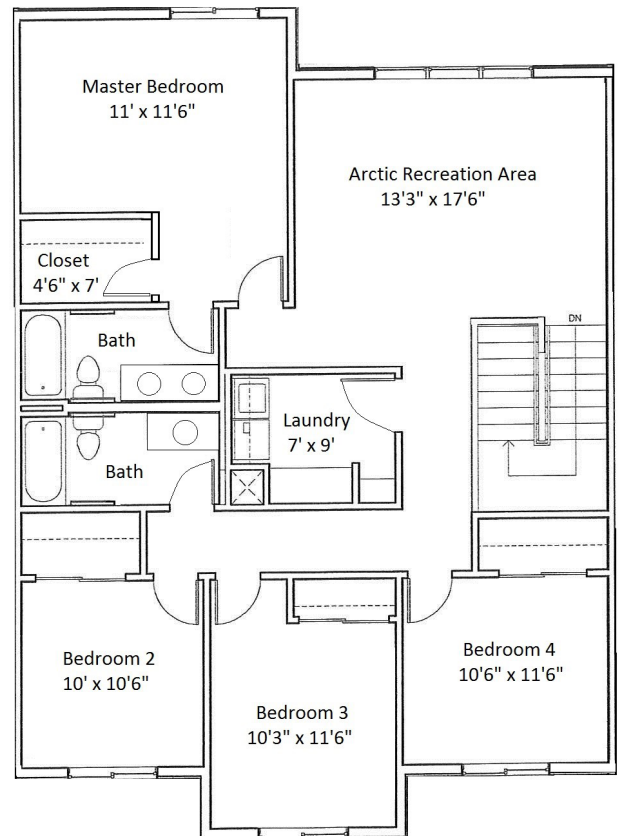 Master Bedroom
11' x 11'6"
Arctic Recreation Area
13'3" x 17'6"
Closet
4'6" x 7'
DN
Bath
Laundry
7' x 9'
Bath
Bedroom 2
10' x 10'6"
Bedroom 3
10'3" x 11'6"
Bedroom 4
10'6" x 11'6"